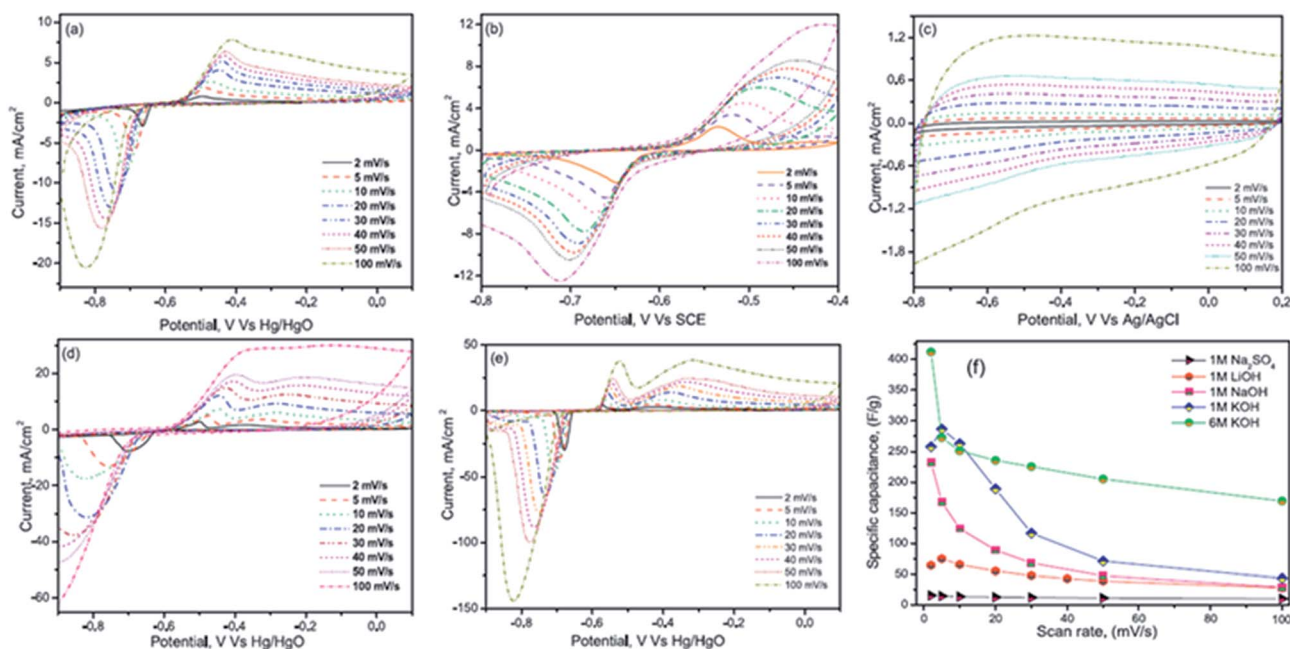 (a)
10
5
0
-5
-10
-15
-20
Current, mA/cm²
2 mV/s
5 mV/s
10 mV/s
20 mV/s
30 mV/s
40 mV/s
50 mV/s
100 mV/s
-0,8
-0,6
-0,4
-0,2
0,0
Potential, V Vs Hg/HgO
(b)
12
8
4
0
-4
-8
-12
Current, mA/cm²
2 mV/s
5 mV/s
10 mV/s
20 mV/s
30 mV/s
40 mV/s
50 mV/s
100 mV/s
-0.8
-0.7
-0.6
-0.5
-0.4
Potential, V Vs SCE
(c)
1.2
0.6
0.0
-0.6
-1.2
-1.8
Current, mA/cm²
2 mV/s
5 mV/s
10 mV/s
20 mV/s
30 mV/s
40 mV/s
50 mV/s
100 mV/s
-0,8
-0,6
-0,4
-0,2
0,0
0,2
Potential, V Vs Ag/AgCl
(d)
40
20
0
-20
-40
-60
Current, mA/cm²
2 mV/s
5 mV/s
10 mV/s
20 mV/s
30 mV/s
40 mV/s
50 mV/s
100 mV/s
-0,8
-0,6
-0,4
-0,2
0,0
Potential, V Vs Hg/HgO
(e)
50
0
-50
-100
-150
Current, mA/cm²
2 mV/s
5 mV/s
10 mV/s
20 mV/s
30 mV/s
40 mV/s
50 mV/s
100 mV/s
-0,8
-0,6
-0,4
-0,2
0,0
Potential, V Vs Hg/HgO
(f)
400
350
300
250
200
150
100
50
0
Specific capacitance, (F/g)
1M Na₂SO₄
1M LiOH
1M NaOH
1M KOH
6M KOH
0
20
40
60
80
100
Scan rate, (mV/s)